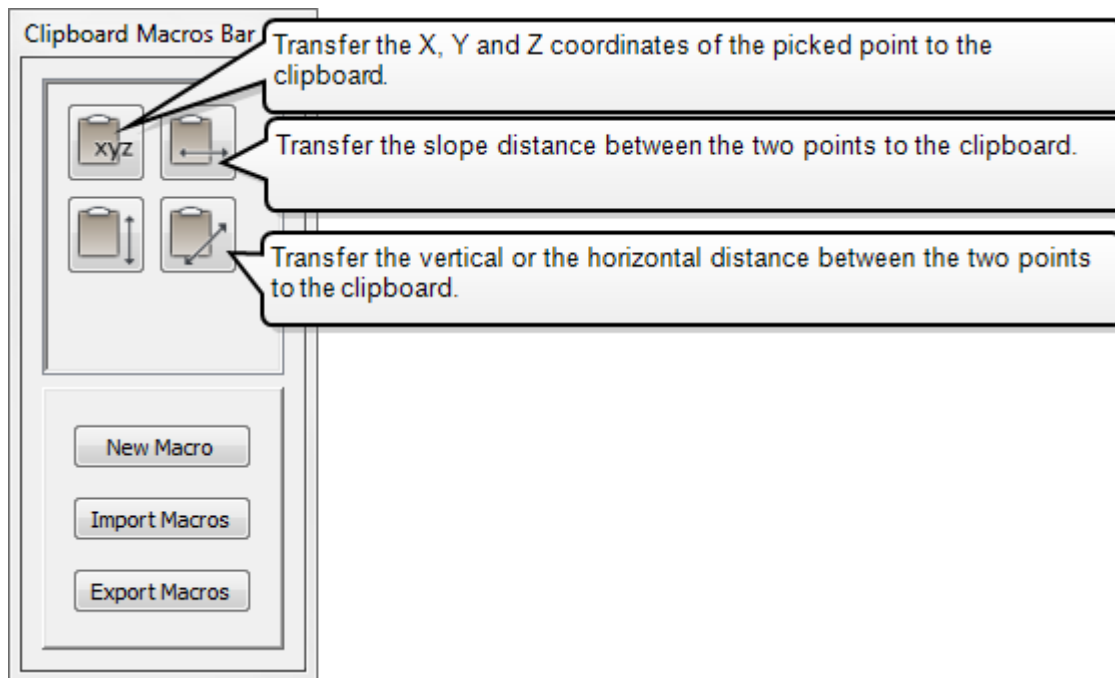 Clipboard Macros Bar
Transfer the X, Y and Z coordinates of the picked point to the
clipboard.
xyz
Transfer the slope distance between the two points to the clipboard.
Transfer the vertical or the horizontal distance between the two points
to the clipboard.
New Macro
Import Macros
Export Macros